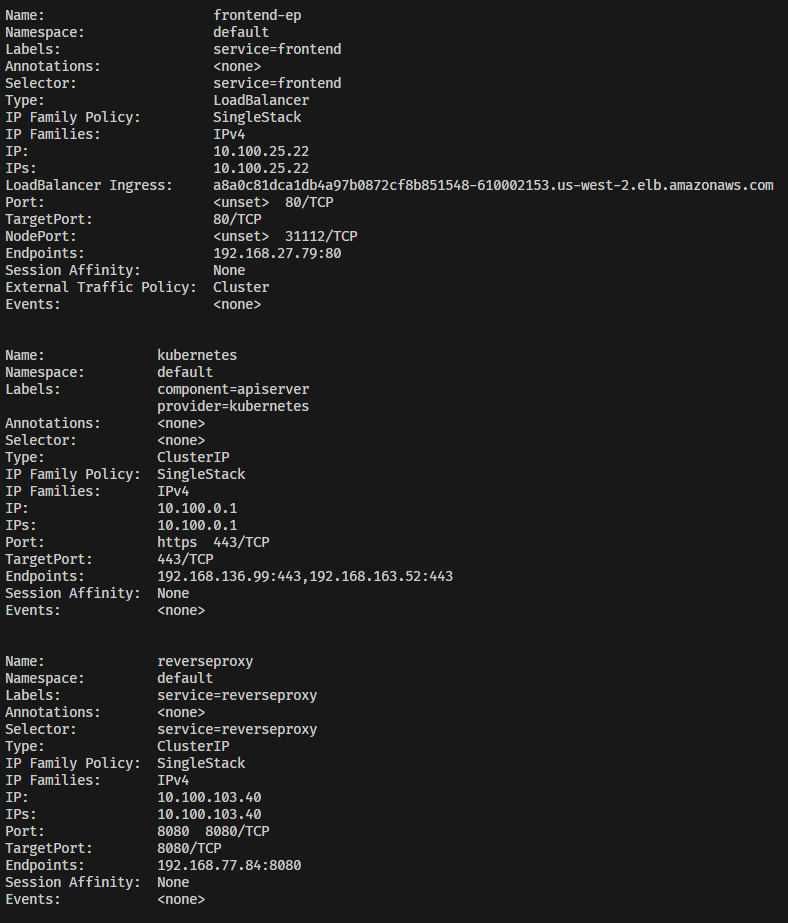 Name:                     frontend-ep
Namespace:                default
Labels:                   service=frontend
Annotations:              <none>
Selector:                 service=frontend
Type:                     LoadBalancer
IP Family Policy:         SingleStack
IP Families:              IPv4
IP:                       10.100.25.22
IPs:                      10.100.25.22
LoadBalancer Ingress:     a8a0c81dca1db4a97b0872cf8b851548-610002153.us-west-2.elb.amazonaws.com
Port:                     <unset>  80/TCP
TargetPort:               80/TCP
NodePort:                 <unset>  31112/TCP
Endpoints:                192.168.27.79:80
Session Affinity:         None
External Traffic Policy:  Cluster
Events:                   <none>
Name:              kubernetes
Namespace:         default
Labels:            component=apiserver
                   provider=kubernetes
Annotations:       <none>
Selector:          <none>
Type:              ClusterIP
IP Family Policy:  SingleStack
IP Families:       IPv4
IP:                10.100.0.1
IPs:               10.100.0.1
Port:              https  443/TCP
TargetPort:        443/TCP
Endpoints:         192.168.136.99:443,192.168.163.52:443
Session Affinity:  None
Events:            <none>
Name:              reverseproxy
Namespace:         default
Labels:            service=reverseproxy
Annotations:       <none>
Selector:          service=reverseproxy
Type:              ClusterIP
IP Family Policy:  SingleStack
IP Families:       IPv4
IP:                10.100.103.40
IPs:               10.100.103.40
Port:              8080  8080/TCP
TargetPort:        8080/TCP
Endpoints:         192.168.77.84:8080
Session Affinity:  None
Events:            <none>